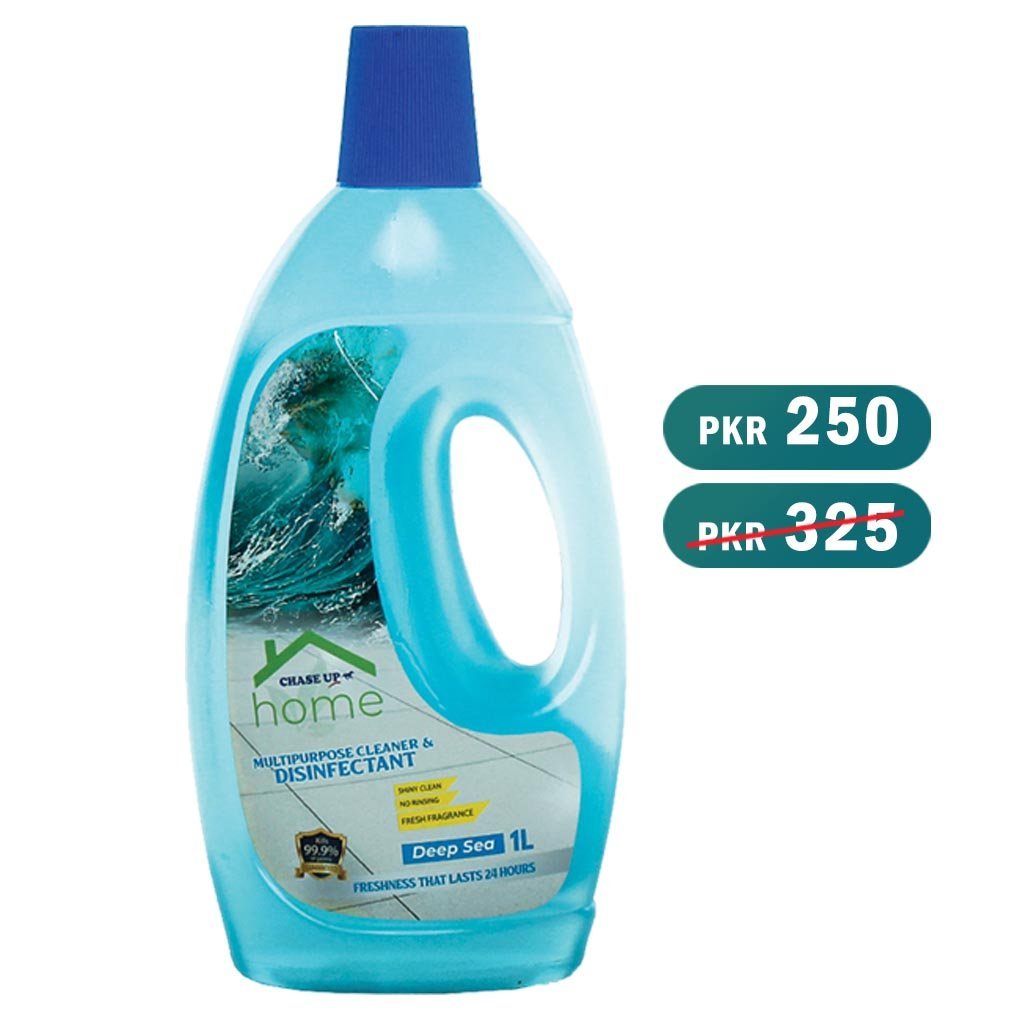 PKR 250
PKR 325
CHASE UP
home
MULTIPURPOSE CLEANER &
DISINFECTANT
SHINY CLEAN
NO RINSING
FRESH FRAGRANCE
Kills
99.9%
Deep Sea 1L
FRESHNESS THAT LASTS 24 HOURS